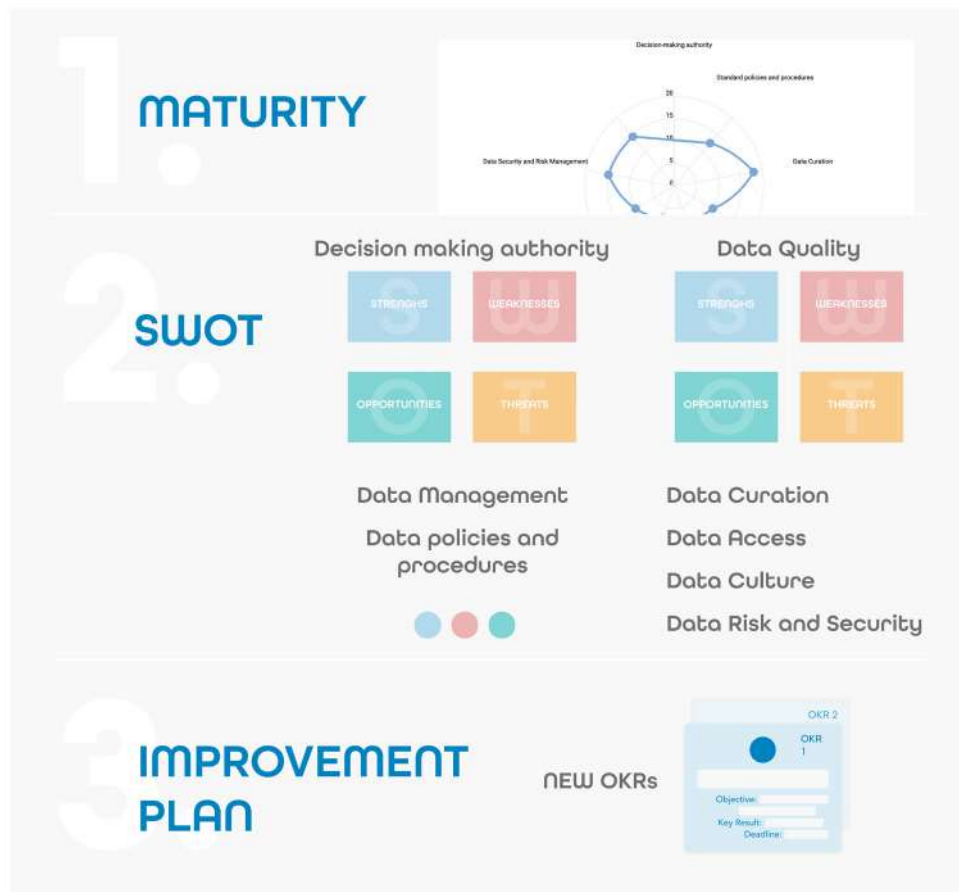 1.
MATURITY
Decision-making authority
Standard policies and procedures
20
15
10
5
0
Data Security and Risk Management
Data Curation
2.
SWOT
Decision making authority
S
STRENGHS
W
WEAKNESSES
O
OPPORTUNITIES
T
THREATS
Data Quality
S
STRENGHS
W
WEAKNESSES
O
OPPORTUNITIES
T
THREATS
Data Management
Data policies and
procedures
Data Curation
Data Access
Data Culture
Data Risk and Security
3.
IMPROVEMENT
PLAN
NEW OKRs
OKR 2
OKR
1
Objective:
Key Result:
Deadline: